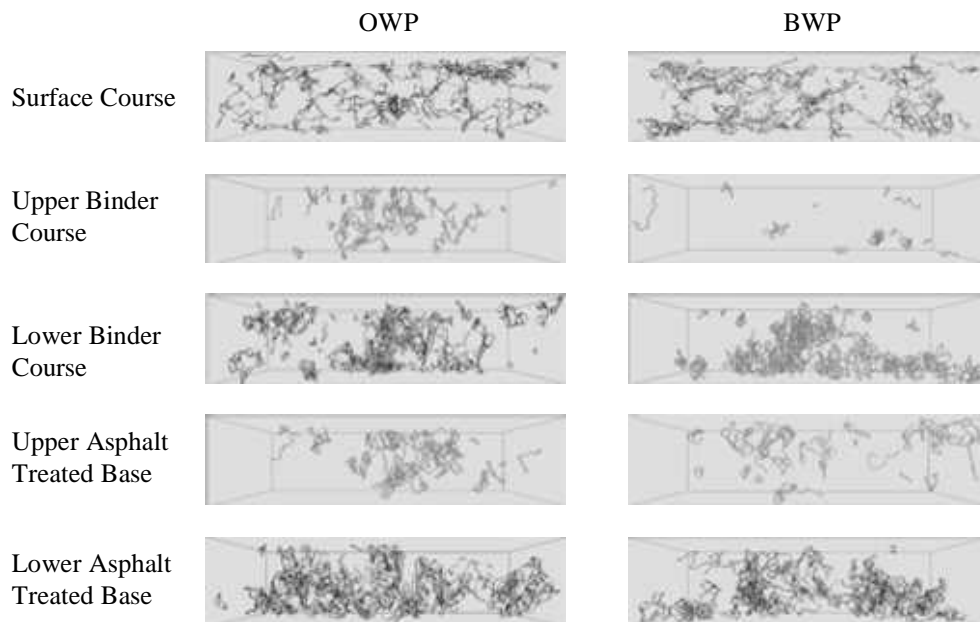 OWP
BWP
Surface Course
Upper Binder
Course
Lower Binder
Course
Upper Asphalt
Treated Base
Lower Asphalt
Treated Base